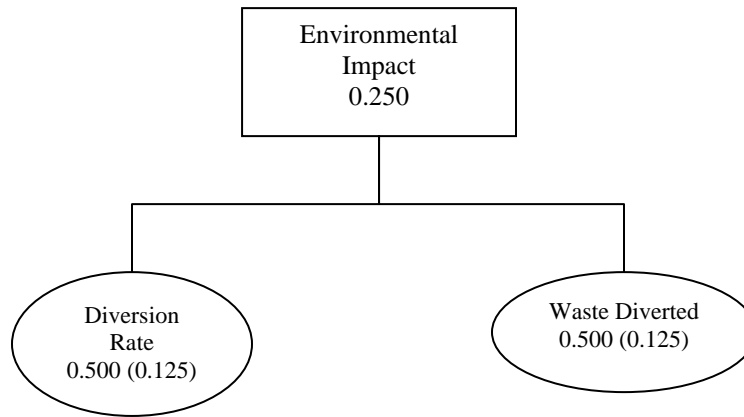 Environmental
Impact
0.250
Diversion
Rate
0.500 (0.125)
Waste Diverted
0.500 (0.125)